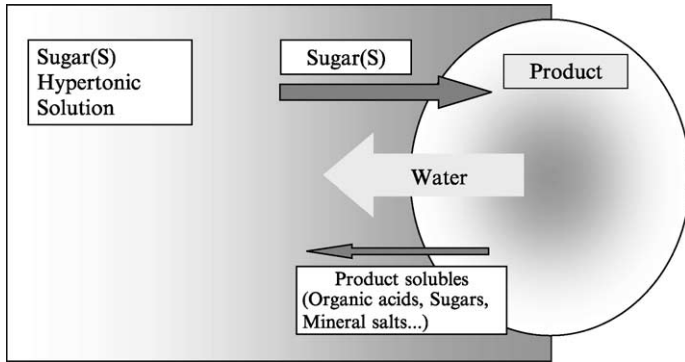 Sugar(S)
Hypertonic
Solution
Sugar(S)
Product
Water
Product solubles
(Organic acids, Sugars,
Mineral salts...)